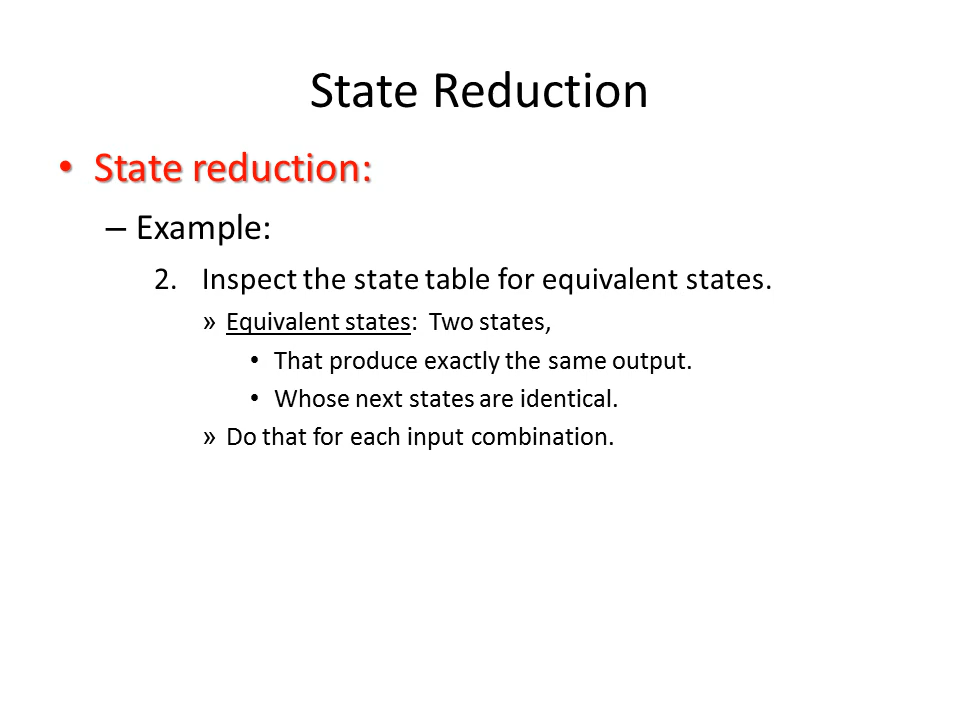 State Reduction
• State reduction:
– Example:
2. Inspect the state table for equivalent states.
» Equivalent states: Two states,
• That produce exactly the same output.
• Whose next states are identical.
» Do that for each input combination.